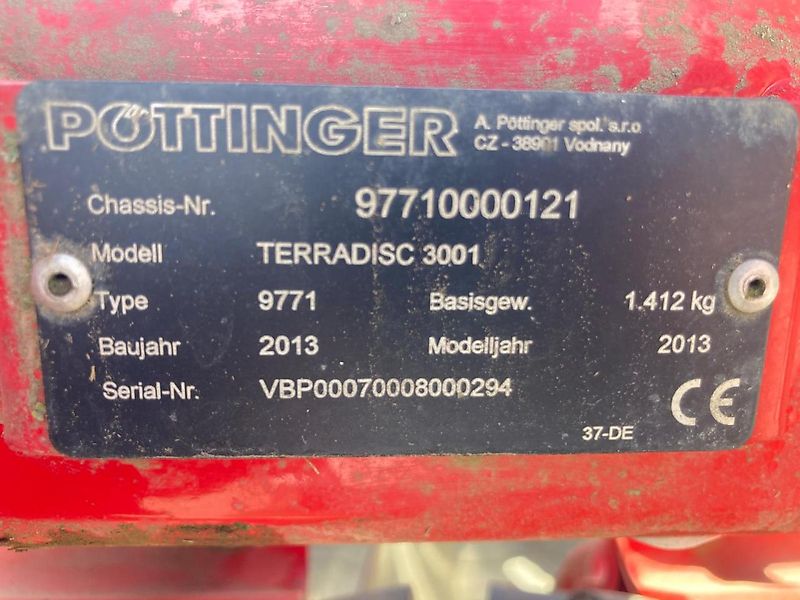 PÖTTINGER A. Pöttinger spol. s.r.o
CZ - 38901 Vodnany
Chassis-Nr. 97710000121
Modell TERRADISC 3001
Type 9771 Basisgew. 1.412 kg
Baujahr 2013 Modelljahr 2013
Serial-Nr. VBP00070008000294
CE
37-DE